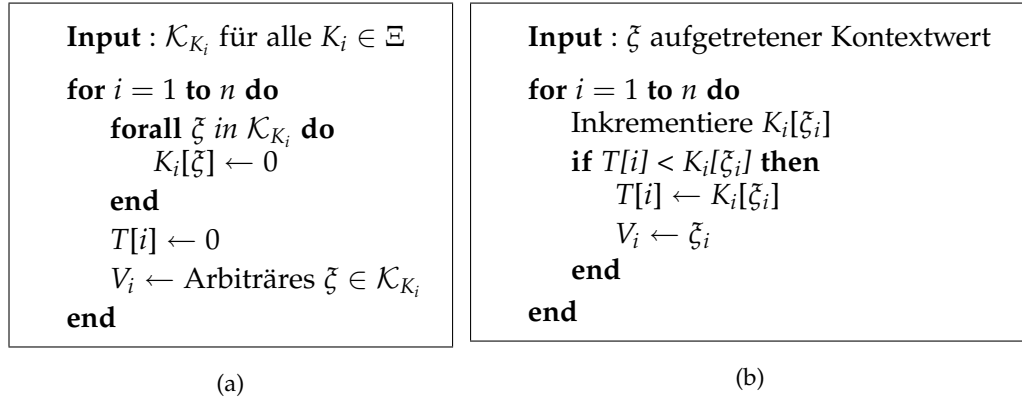 Input : 𝒦_{K_i} für alle K_i ∈ Ξ
for i = 1 to n do
forall ξ in 𝒦_{K_i} do
K_i[ξ] ← 0
end
T[i] ← 0
V_i ← Arbiträres ξ ∈ 𝒦_{K_i}
end
(a)
Input : ξ aufgetretener Kontextwert
for i = 1 to n do
Inkrementiere K_i[ξ_i]
if T[i] < K_i[ξ_i] then
T[i] ← K_i[ξ_i]
V_i ← ξ_i
end
end
(b)